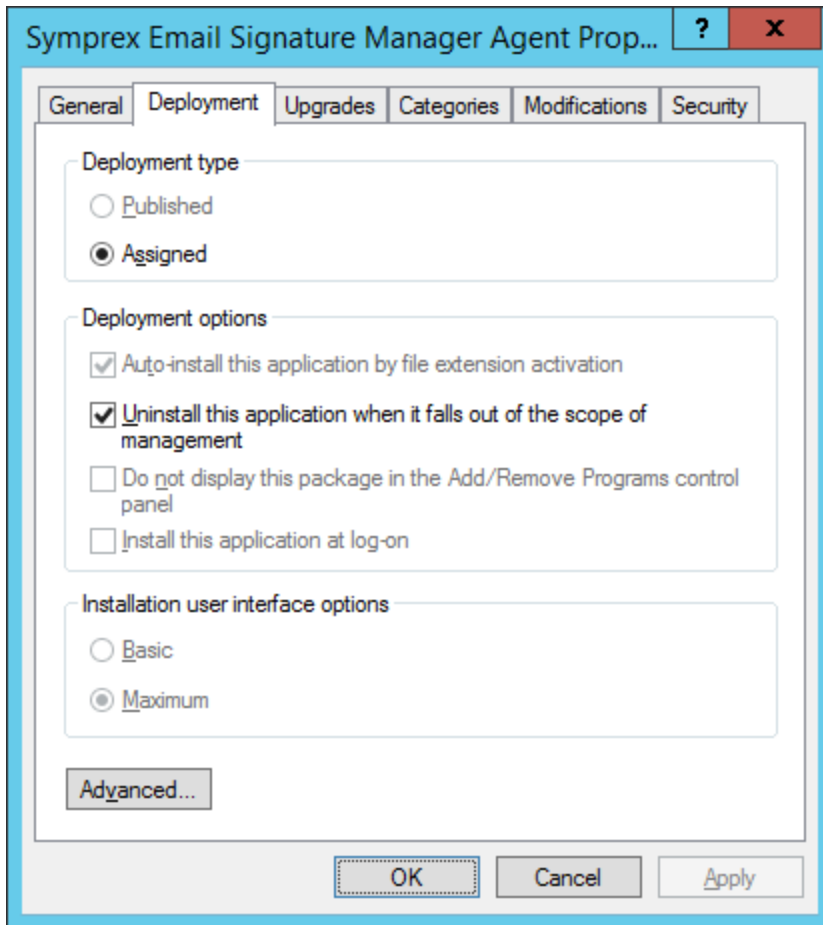 Symprex Email Signature Manager Agent Prop... ? x
General Deployment Upgrades Categories Modifications Security
Deployment type
Published
Assigned
Deployment options
Auto-install this application by file extension activation
Uninstall this application when it falls out of the scope of
management
Do not display this package in the Add/Remove Programs control
panel
Install this application at log-on
Installation user interface options
Basic
Maximum
Advanced...
OK Cancel Apply